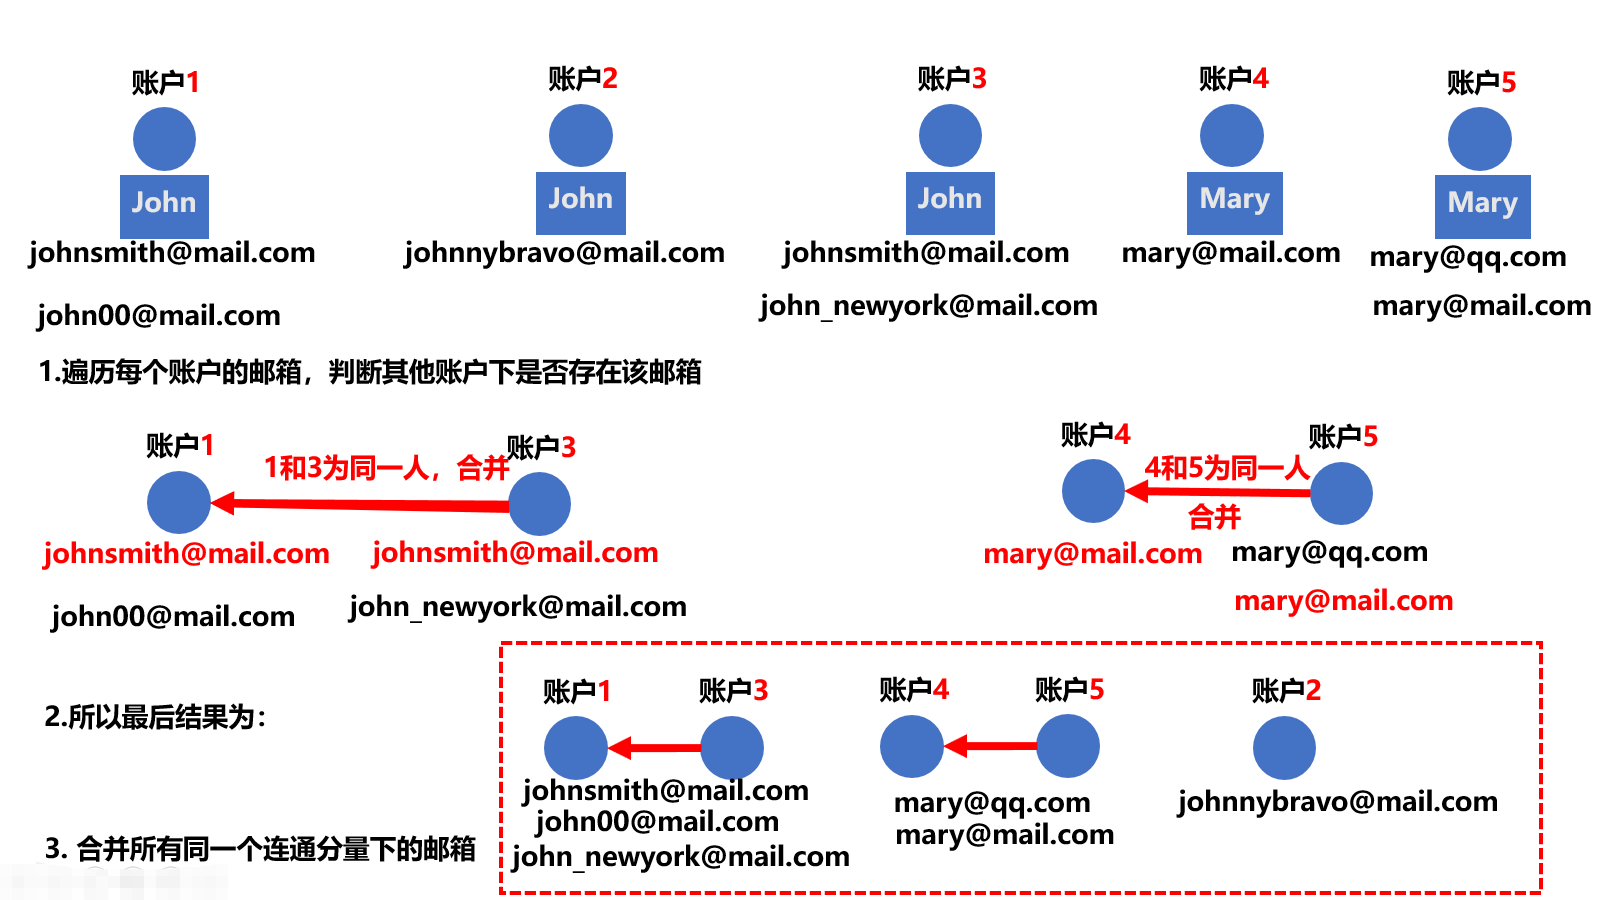 账户1
账户2
账户3
账户4
账户5
John
John
John
Mary
Mary
johnsmith@mail.com
johnnybravo@mail.com
johnsmith@mail.com
mary@mail.com
mary@qq.com
john00@mail.com
john_newyork@mail.com
mary@mail.com
1.遍历每个账户的邮箱，判断其他账户下是否存在该邮箱
账户1
账户3
1和3为同一人，合并
账户4
账户5
4和5为同一人
合并
johnsmith@mail.com
johnsmith@mail.com
mary@mail.com
mary@qq.com
john00@mail.com
john_newyork@mail.com
mary@mail.com
2.所以最后结果为：
账户1
账户3
账户4
账户5
账户2
johnsmith@mail.com
john00@mail.com
john_newyork@mail.com
mary@qq.com
mary@mail.com
johnnybravo@mail.com
3. 合并所有同一个连通分量下的邮箱